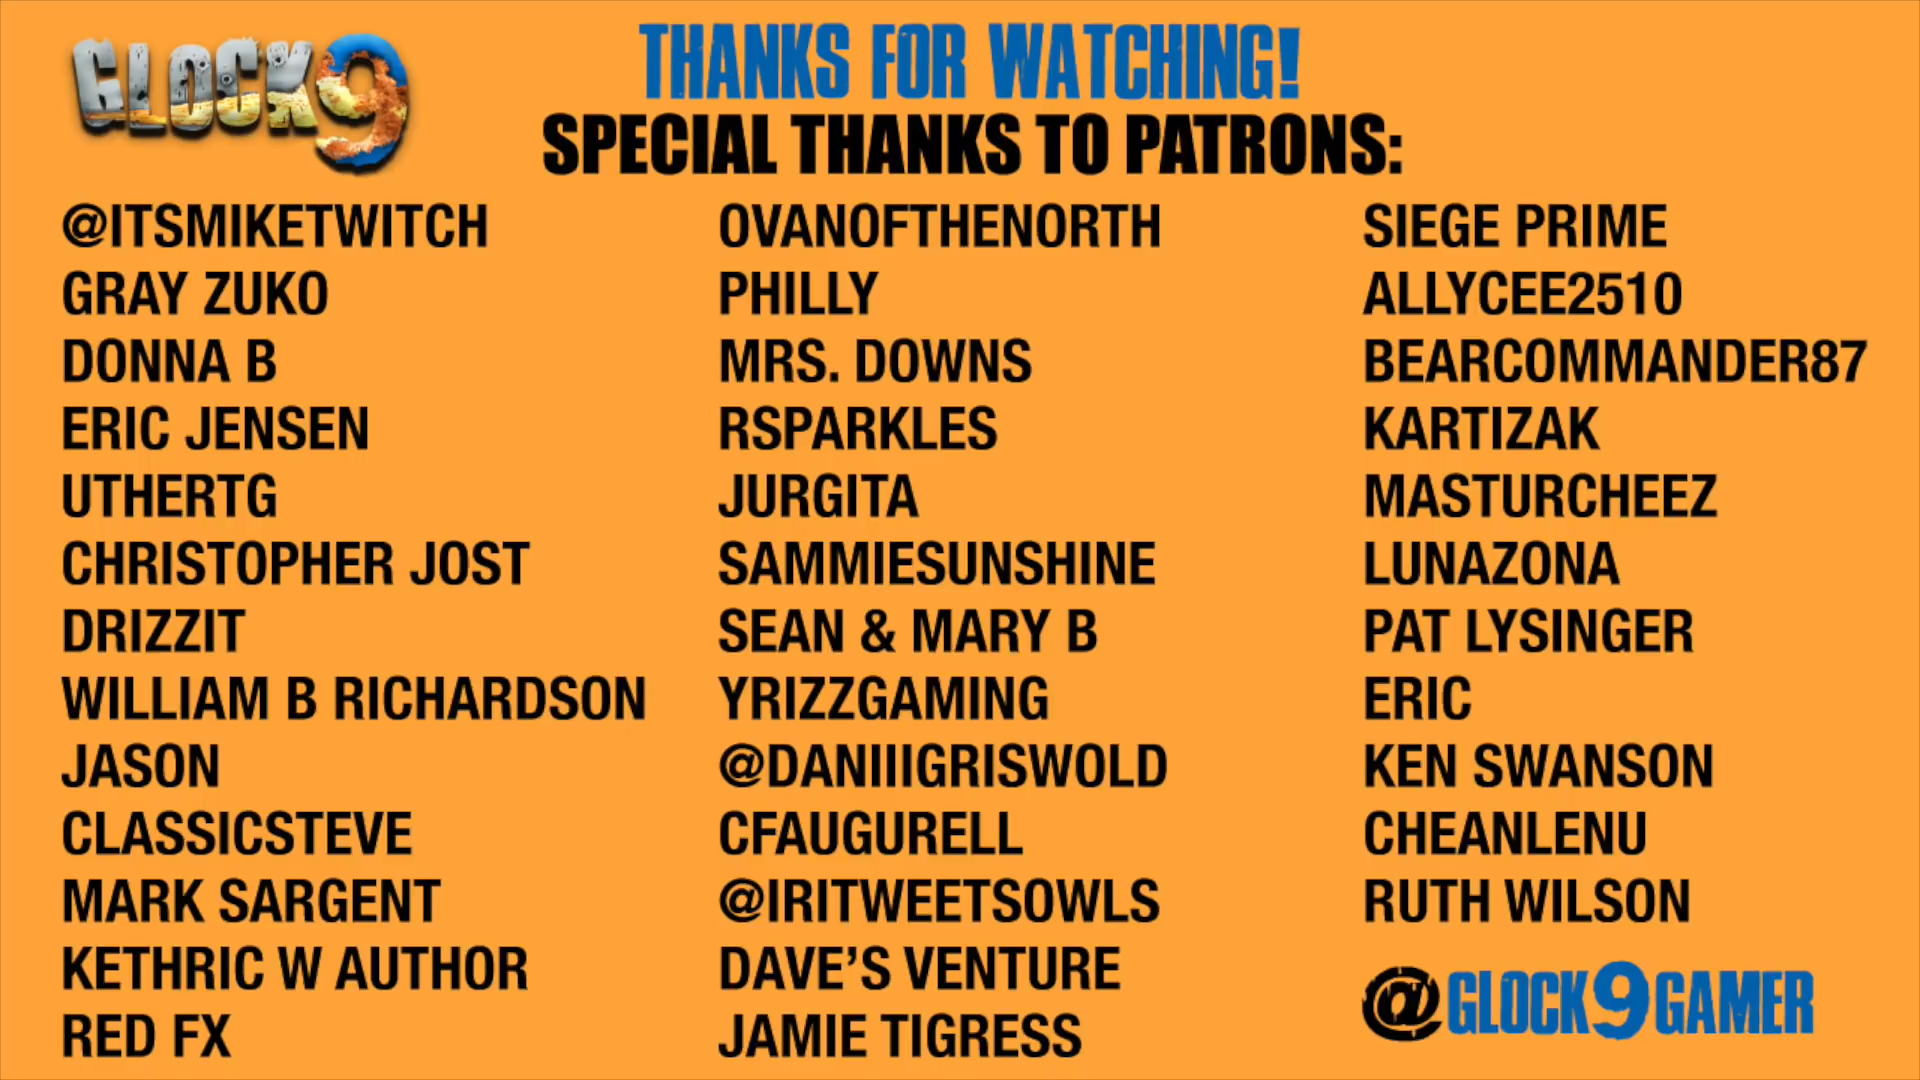 GLOCK9
THANKS FOR WATCHING!
SPECIAL THANKS TO PATRONS:
@ITSMIKETWITCH
GRAY ZUKO
DONNA B
ERIC JENSEN
UTHERTG
CHRISTOPHER JOST
DRIZZIT
WILLIAM B RICHARDSON
JASON
CLASSICSTEVE
MARK SARGENT
KETHRIC W AUTHOR
RED FX
OVANOFTHENORTH
PHILLY
MRS. DOWNS
RSPARKLES
JURGITA
SAMMIESUNSHINE
SEAN & MARY B
YRIZZGAMING
@DANIIIGRISWOLD
CFAUGURELL
@IRITWEETSOWLS
DAVE’S VENTURE
JAMIE TIGRESS
SIEGE PRIME
ALLYCEE2510
BEARCOMMANDER87
KARTIZAK
MASTURCHEEZ
LUNAZONA
PAT LYSINGER
ERIC
KEN SWANSON
CHEANLENU
RUTH WILSON
@GLOCK9GAMER